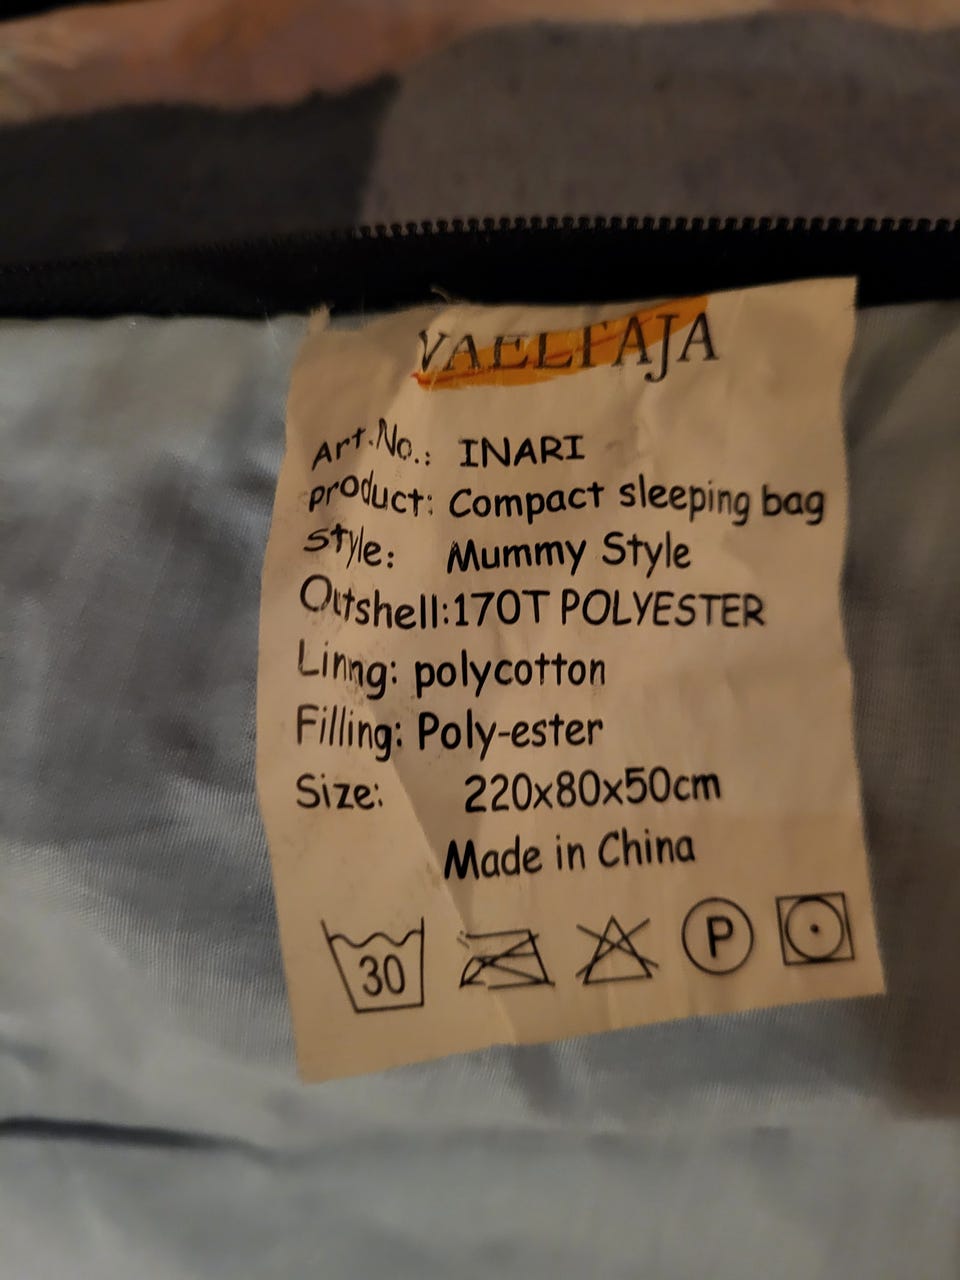 VAELTAJA
Art.No.: INARI
product: Compact sleeping bag
style: Mummy Style
Outshell:170T POLYESTER
Lining: polycotton
Filling: Poly-ester
Size: 220x80x50cm
Made in China
30 P